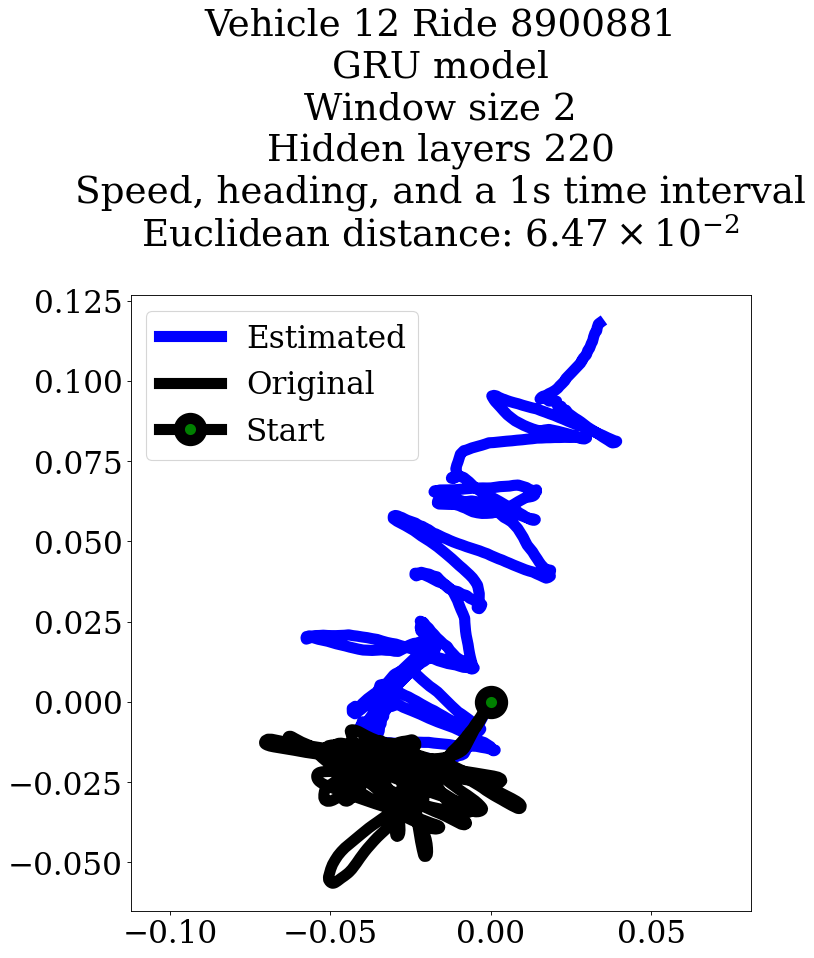 Vehicle 12 Ride 8900881
GRU model
Window size 2
Hidden layers 220
Speed, heading, and a 1s time interval
Euclidean distance: 6.47 × 10⁻²
Estimated
Original
Start
0.125
0.100
0.075
0.050
0.025
0.000
−0.025
−0.050
−0.10 −0.05 0.00 0.05